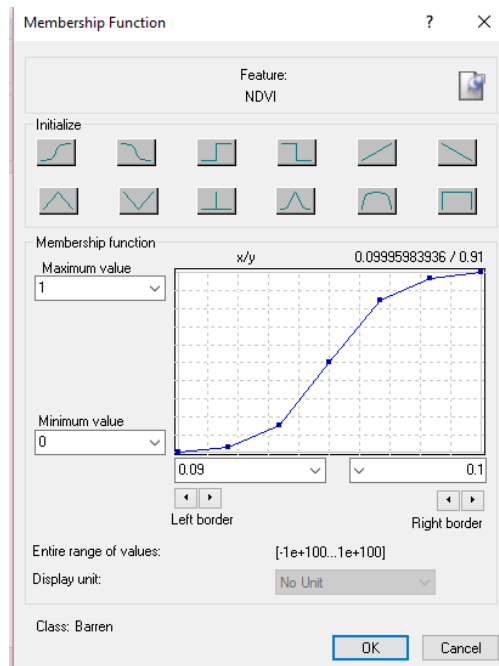 Membership Function ? ×
Feature:
NDVI
Initialize
Membership function
Maximum value
x/y
0.09995983936 / 0.91
1
Minimum value
0
0.09
0.1
Left border
Right border
Entire range of values:
[-1e+100...1e+100]
Display unit:
No Unit
Class: Barren
OK
Cancel